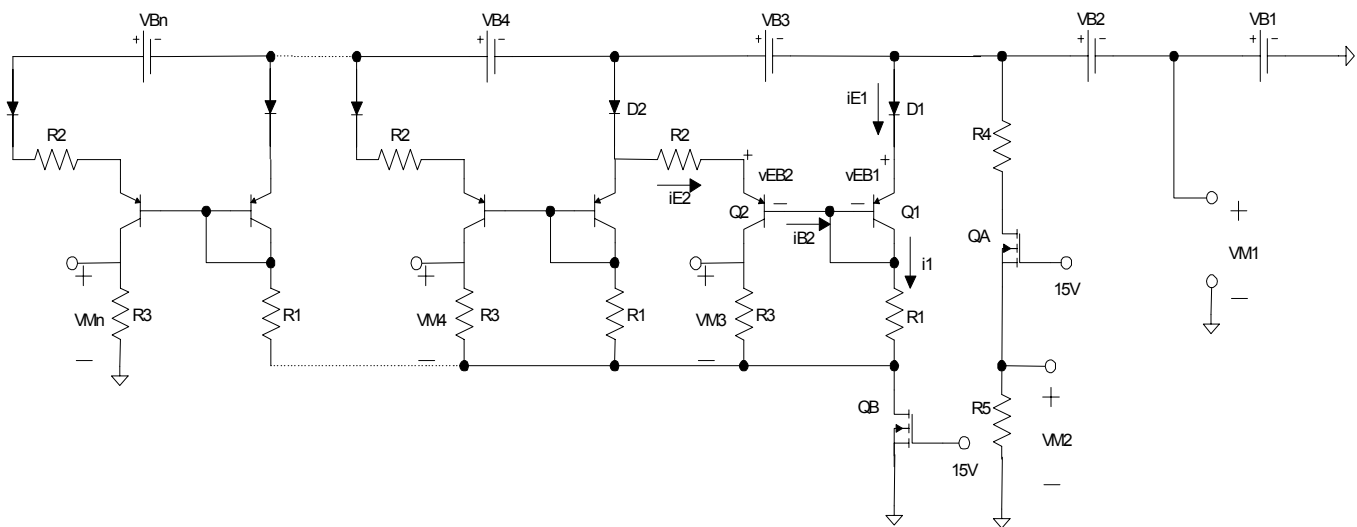 VBn VB4 VB3 VB2 VB1
+ − + − + − + − + −
iE1
D2 D1
R2 R2 R2 R4
+ +
vEB2 vEB1
iE2
− −
Q2 Q1
iB2
QA
+ + + i1 + VM1 −
15V
VMn R3 R1 VM4 R3 R1 VM3 R3 R1
− − −
QB R5 + VM2 −
15V